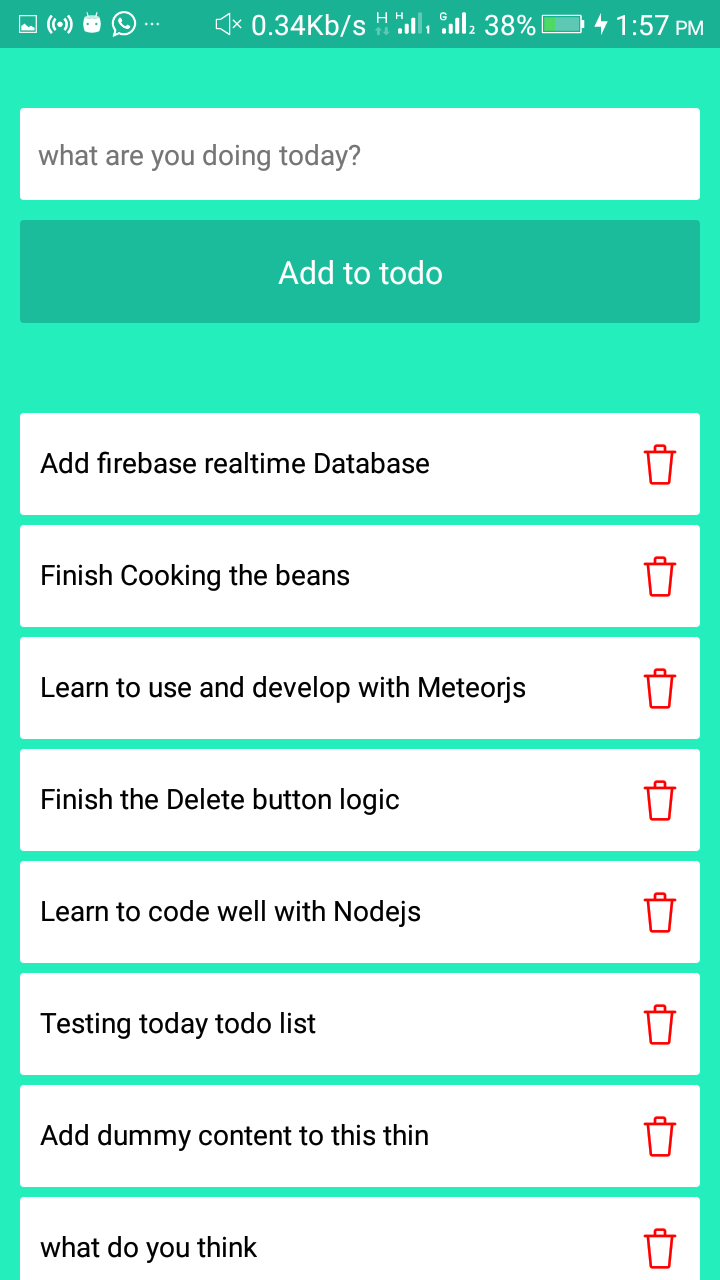 0.34Kb/s H H 1 G 2 38% 1:57 PM
what are you doing today?
Add to todo
Add firebase realtime Database
Finish Cooking the beans
Learn to use and develop with Meteorjs
Finish the Delete button logic
Learn to code well with Nodejs
Testing today todo list
Add dummy content to this thin
what do you think